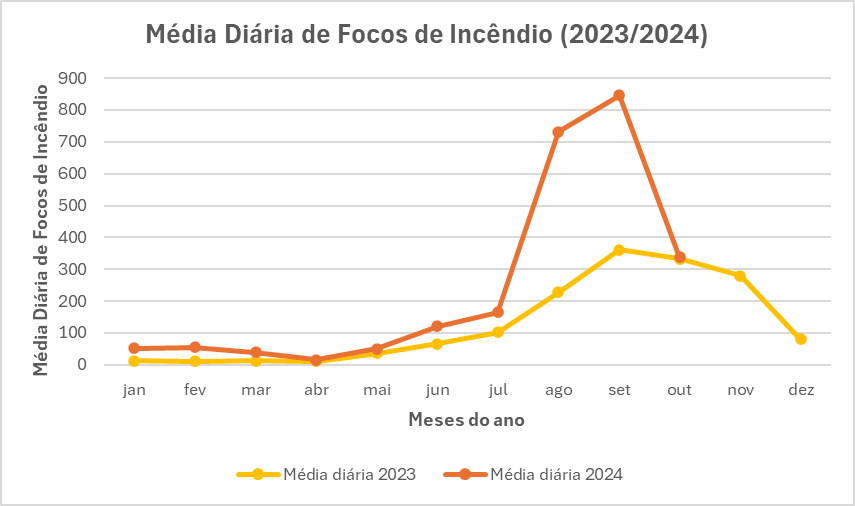 Média Diária de Focos de Incêndio (2023/2024)
Média Diária de Focos de Incêndio
900
800
700
600
500
400
300
200
100
0
jan fev mar abr mai jun jul ago set out nov dez
Meses do ano
Média diária 2023 Média diária 2024